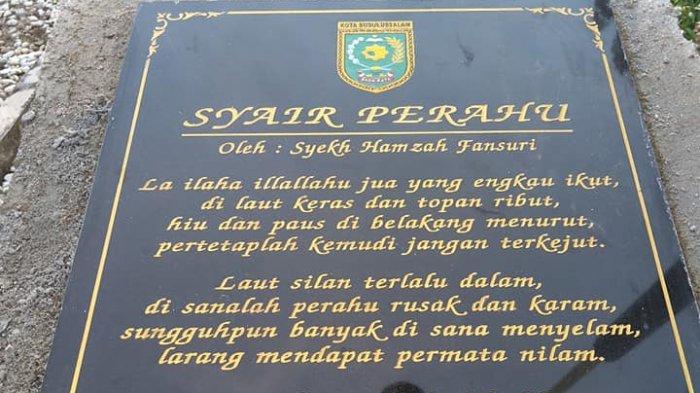 KOTA SUBULUSSALAM
SYAIR PERAHU
Oleh : Syekh Hamzah Fansuri
La ilaha illallahu jua yang engkau ikut,
di laut keras dan topan ribut,
hiu dan paus di belakang menurut,
pertetaplah kemudi jangan terkejut.
Laut silan terlalu dalam,
di sanalah perahu rusak dan karam,
sungguhpun banyak di sana menyelam,
larang mendapat permata nilam.